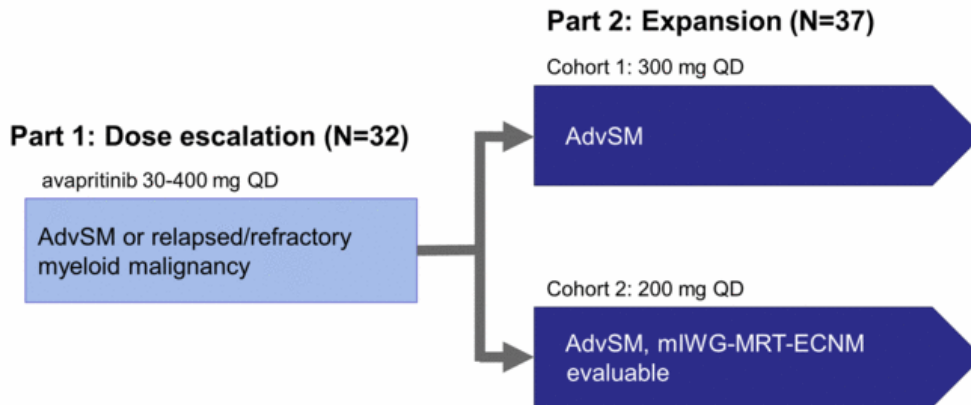 Part 2: Expansion (N=37)
Cohort 1: 300 mg QD
AdvSM
Part 1: Dose escalation (N=32)
avapritinib 30-400 mg QD
AdvSM or relapsed/refractory
myeloid malignancy
Cohort 2: 200 mg QD
AdvSM, mIWG-MRT-ECNM
evaluable